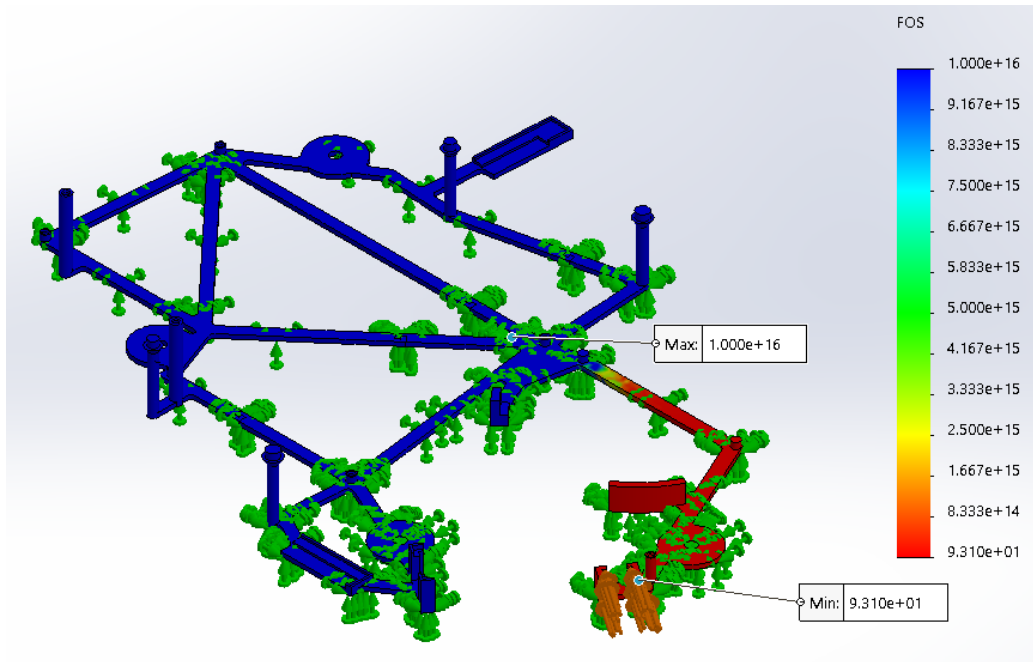 FOS
1.000e+16
9.167e+15
8.333e+15
7.500e+15
6.667e+15
5.833e+15
5.000e+15
4.167e+15
3.333e+15
2.500e+15
1.667e+15
8.333e+14
9.310e+01
Max: 1.000e+16
Min: 9.310e+01